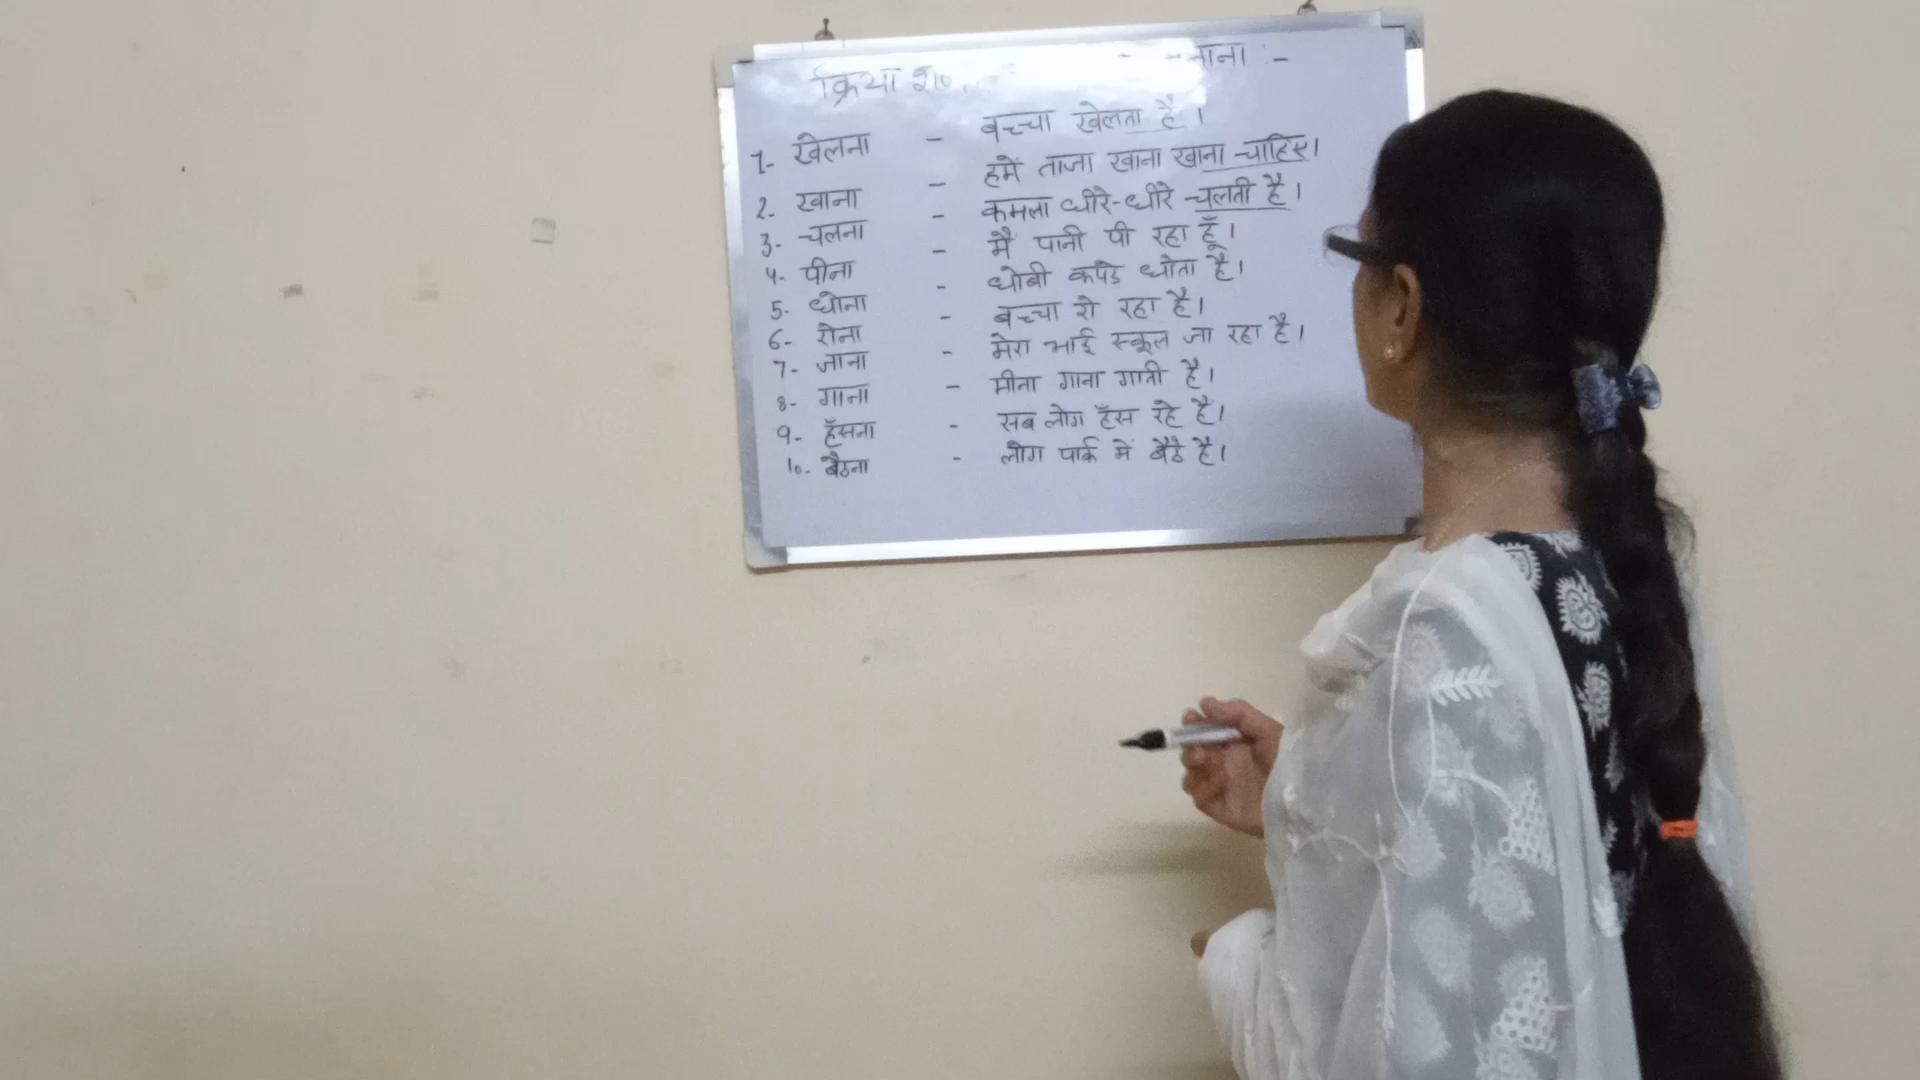 क्रिया
1- खेलना - बच्चा खेलता है।
2. खाना - हमें ताजा खाना खाना चाहिए।
3- चलना - कमला धीरे-धीरे चलती है।
4- पीना - मैं पानी पी रहा हूँ।
5- धोना - धोबी कपड़े धोता है।
6- रोना - बच्चा रो रहा है।
7- जाना - मेरा भाई स्कूल जा रहा है।
8- गाना - मीना गाना गाती है।
9- हँसना - सब लोग हँस रहे है।
10- बैठना - लोग पार्क में बैठे है।